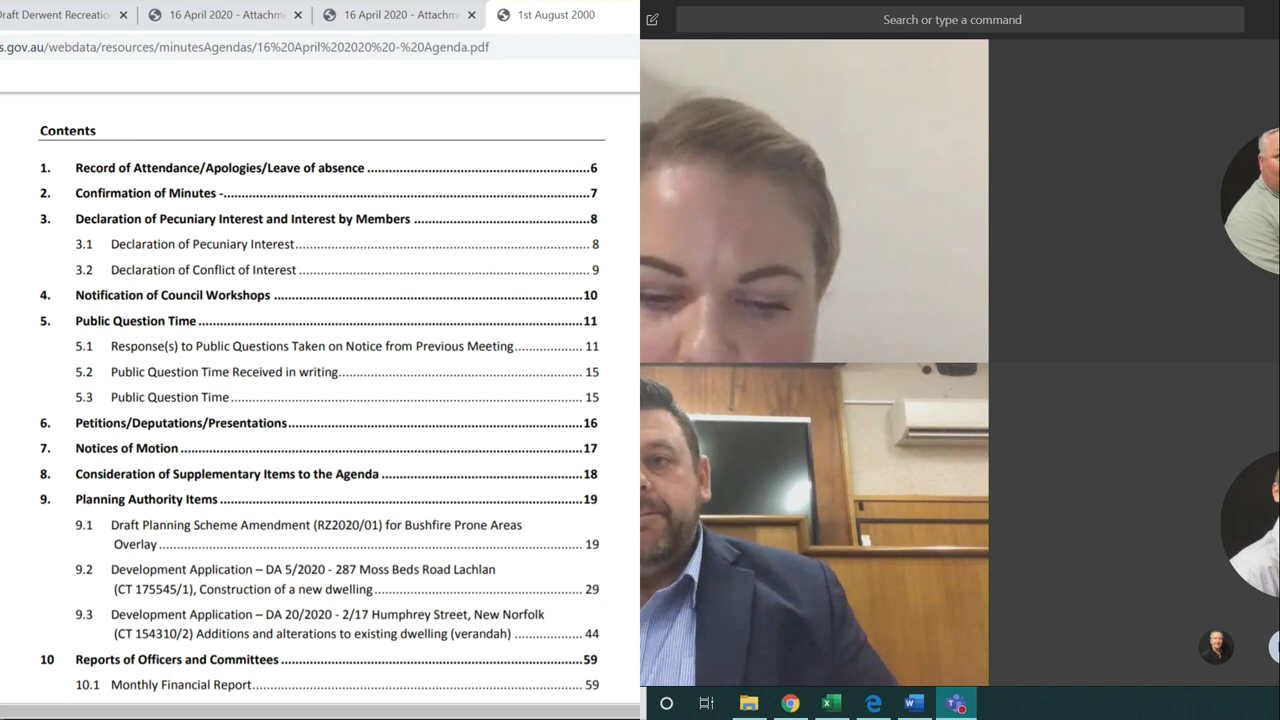 Draft Derwent Recreatio
16 April 2020 - Attachm
16 April 2020 - Attachm
1st August 2000
s.gov.au/webdata/resources/minutesAgendas/16%20April%202020%20-%20Agenda.pdf
Search or type a command
Contents
1. Record of Attendance/Apologies/Leave of absence 6
2. Confirmation of Minutes - 7
3. Declaration of Pecuniary Interest and Interest by Members 8
3.1 Declaration of Pecuniary Interest 8
3.2 Declaration of Conflict of Interest 9
4. Notification of Council Workshops 10
5. Public Question Time 11
5.1 Response(s) to Public Questions Taken on Notice from Previous Meeting 11
5.2 Public Question Time Received in writing 15
5.3 Public Question Time 15
6. Petitions/Deputations/Presentations 16
7. Notices of Motion 17
8. Consideration of Supplementary Items to the Agenda 18
9. Planning Authority Items 19
9.1 Draft Planning Scheme Amendment (RZ2020/01) for Bushfire Prone Areas
Overlay 19
9.2 Development Application – DA 5/2020 - 287 Moss Beds Road Lachlan
(CT 175545/1), Construction of a new dwelling 29
9.3 Development Application – DA 20/2020 - 2/17 Humphrey Street, New Norfolk
(CT 154310/2) Additions and alterations to existing dwelling (verandah) 44
10 Reports of Officers and Committees 59
10.1 Monthly Financial Report 59